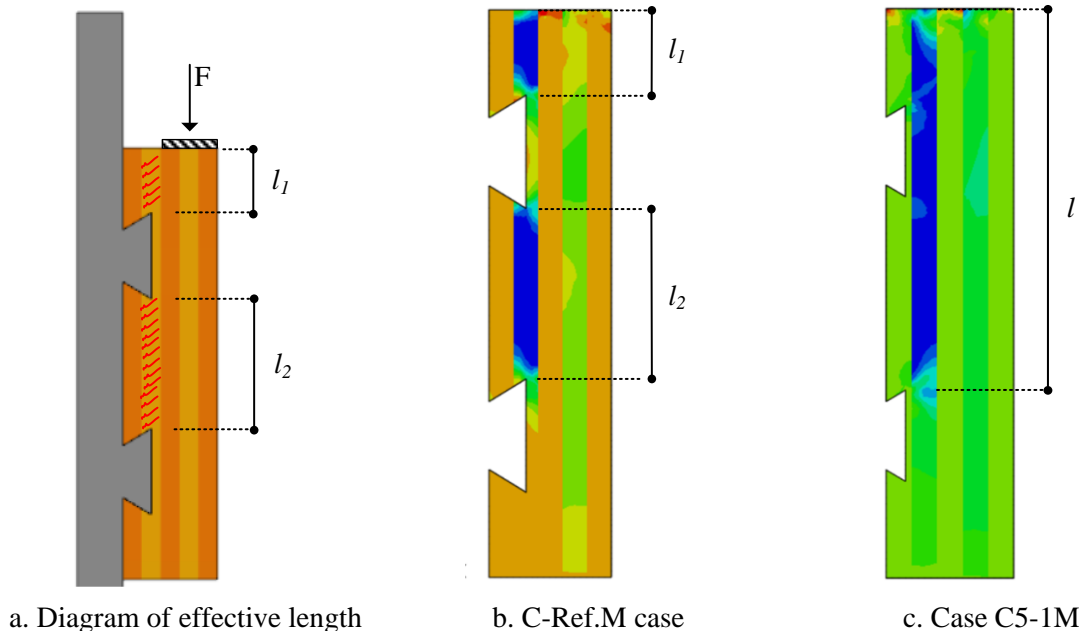 F
l1
l2
l1
l2
l
a. Diagram of effective length
b. C-Ref.M case
c. Case C5-1M